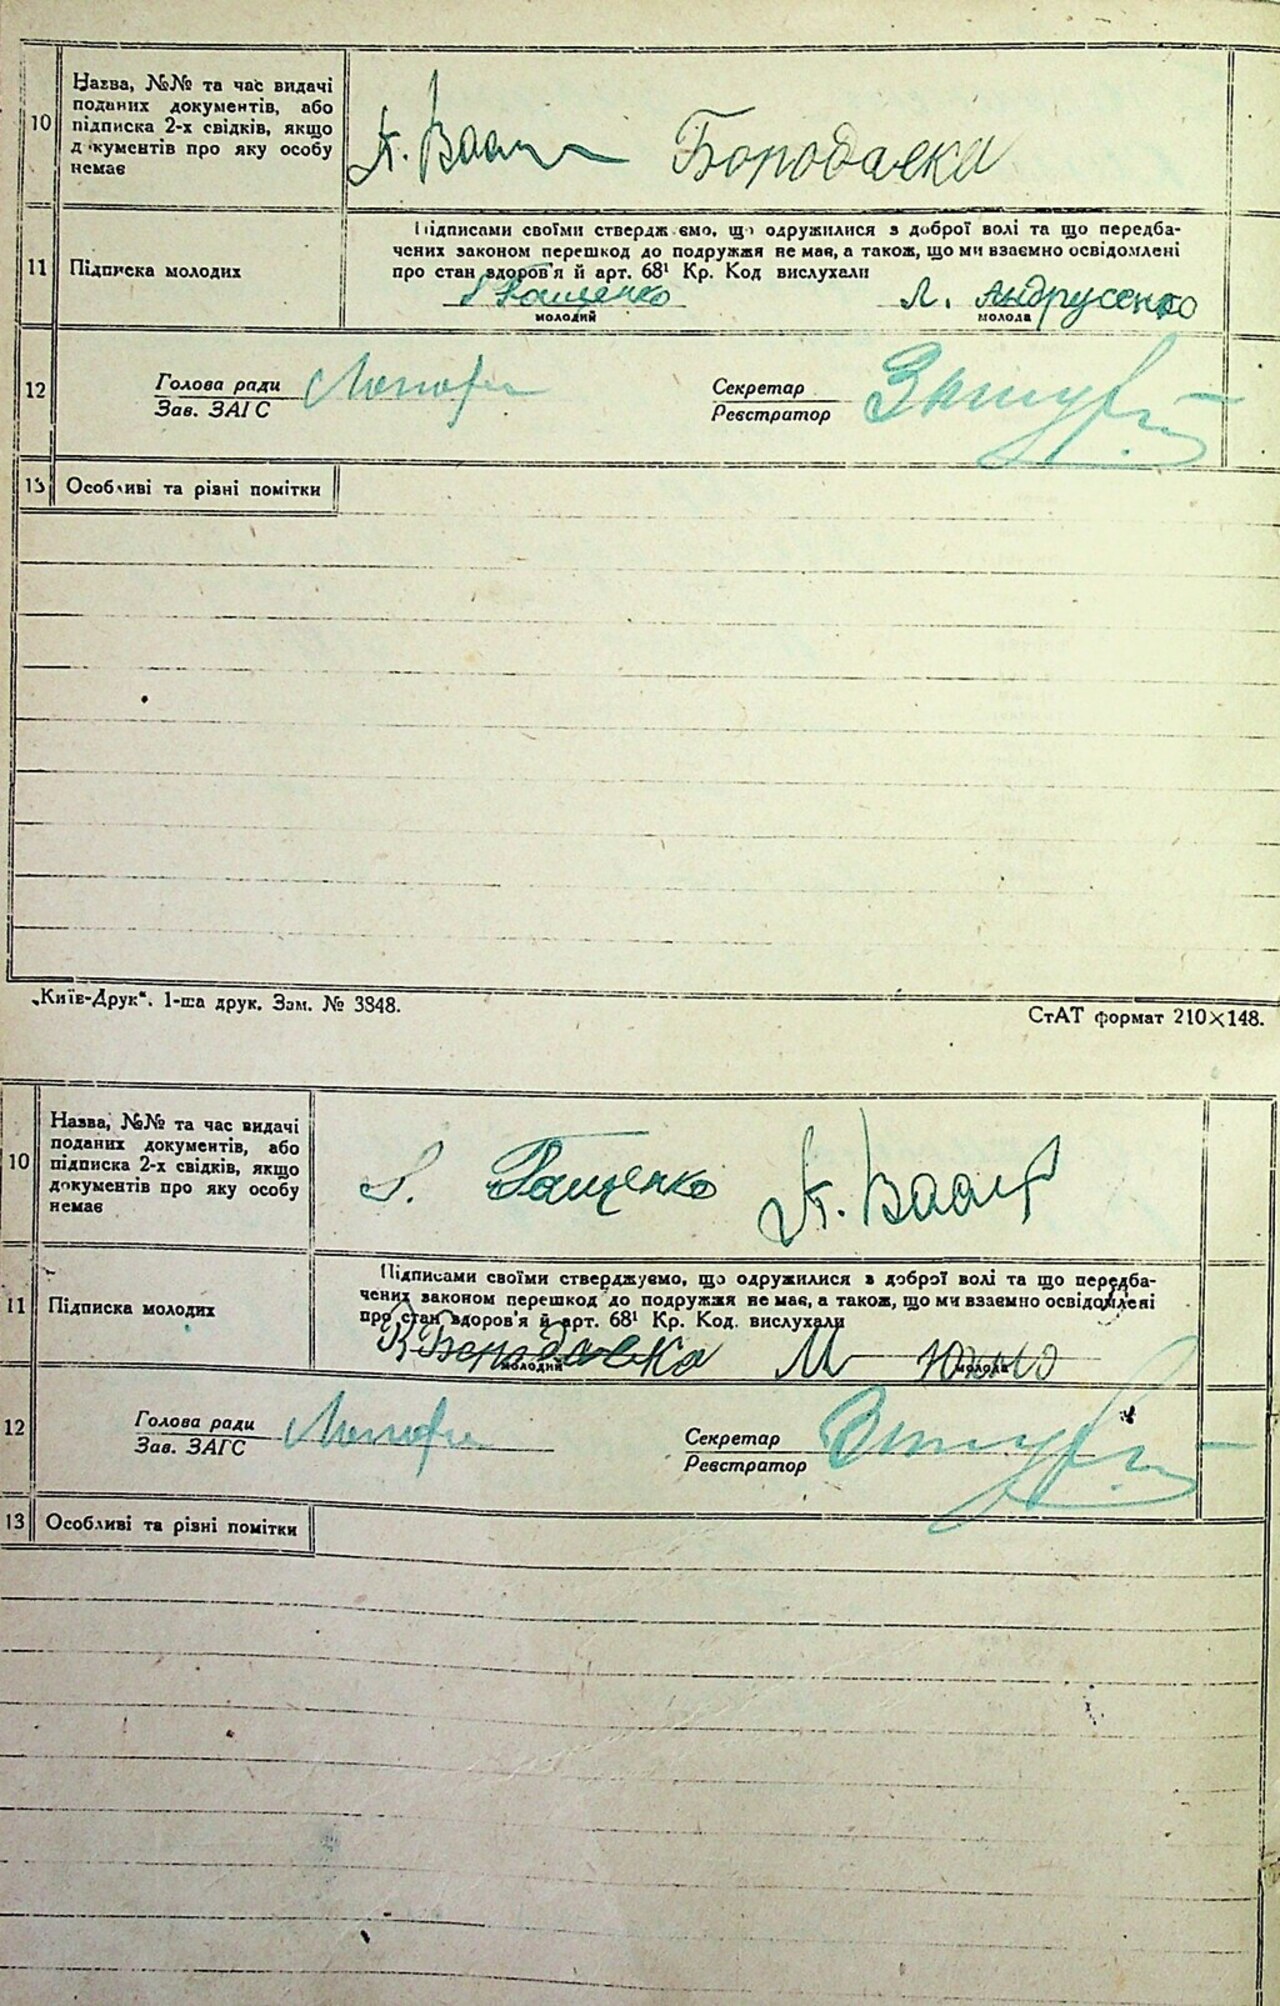 10
Назва, №№ та час видачі
поданих документів, або
підписка 2-х свідків, якщо
документів про яку особу
немає
Бородавка
11
Підписка молодих
Підписами своїми стверджуємо, що одружилися з доброї волі та що передба-
чених законом перешкод до подружжя не має, а також, що ми взаємно освідомлені
про стан здоров'я й арт. 68¹ Кр. Код вислухали
Гащенко
Л. Андрусенко
молодий
молода
12
Голова ради
Зав. ЗАГС
Секретар
Реєстратор
13
Особливі та різні помітки
„Київ-Друк“. 1-ша друк. Зам. № 3848.
СтАТ формат 210×148.
10
Назва, №№ та час видачі
поданих документів, або
підписка 2-х свідків, якщо
документів про яку особу
немає
Гащенко
11
Підписка молодих
Підписами своїми стверджуємо, що одружилися з доброї волі та що передба-
чених законом перешкод до подружжя не має, а також, що ми взаємно освідомлені
про стан здоров'я й арт. 68¹ Кр. Код. вислухали
В Бородавка
молодий
молода
12
Голова ради
Зав. ЗАГС
Секретар
Реєстратор
13
Особливі та різні помітки